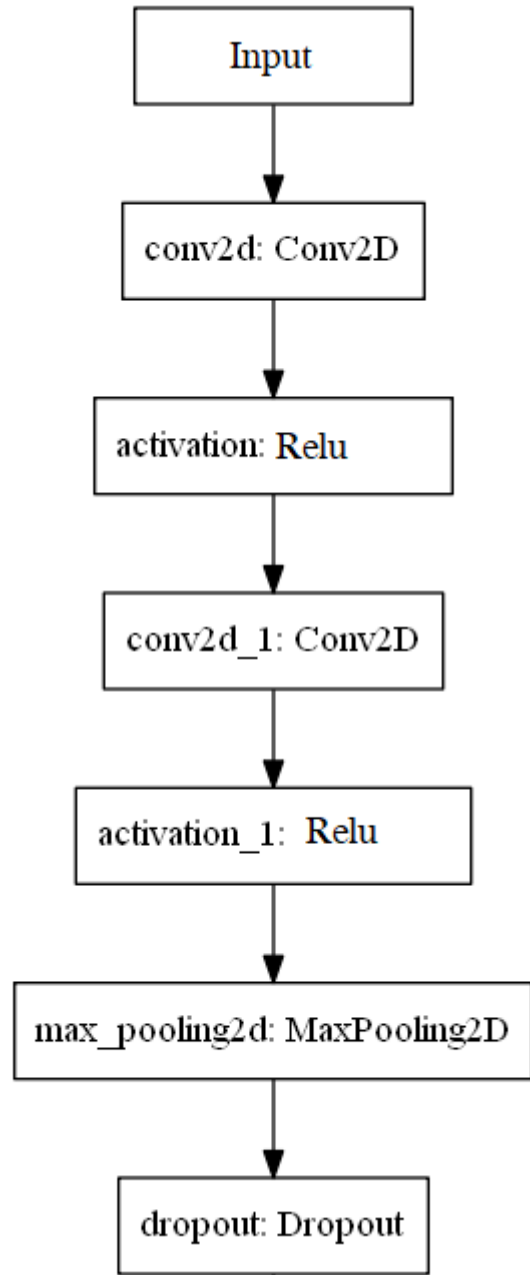 Input
conv2d: Conv2D
activation: Relu
conv2d_1: Conv2D
activation_1: Relu
max_pooling2d: MaxPooling2D
dropout: Dropout